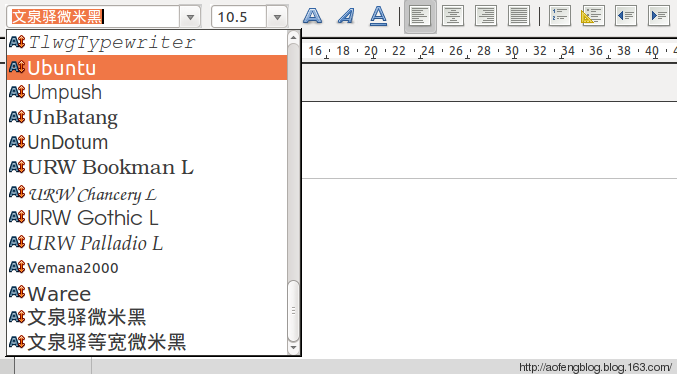 文泉驿微米黑 10.5
TlwgTypewriter
16 18 20 22 24 26 28 30 32 34 36 38 40 4
Ubuntu
Umpush
UnBatang
UnDotum
URW Bookman L
URW Chancery L
URW Gothic L
URW Palladio L
Vemana2000
Waree
文泉驿微米黑
文泉驿等宽微米黑
http://aofengblog.blog.163.com/